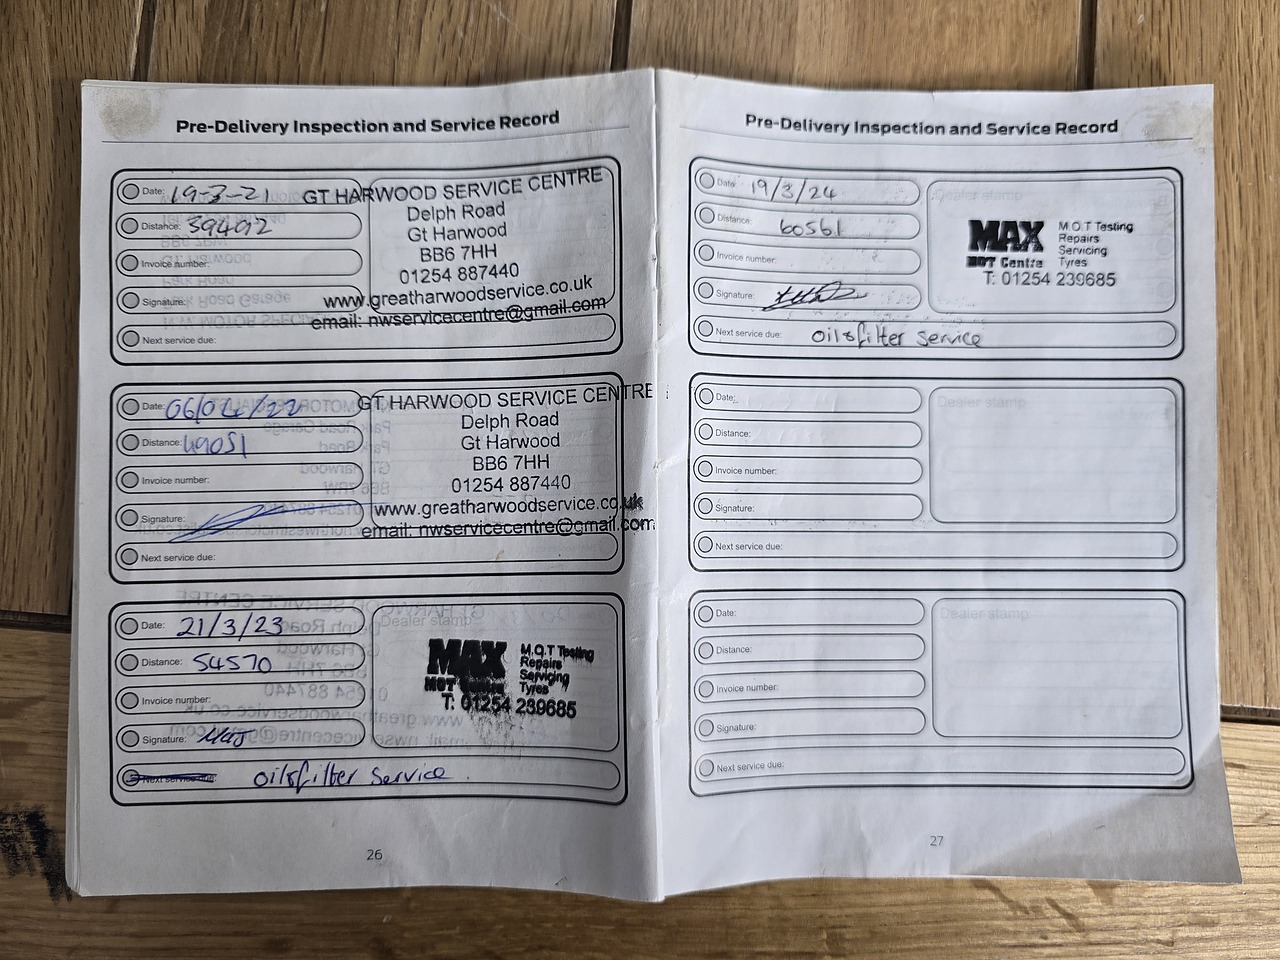 Pre-Delivery Inspection and Service Record
Date: 19-3-21
Distance: 39492
Invoice number:
Signature:
Next service due:
GT HARWOOD SERVICE CENTRE
Delph Road
Gt Harwood
BB6 7HH
01254 887440
www.greatharwoodservice.co.uk
email: nwservicecentre@gmail.com
Date: 06/04/22
Distance: 49051
Invoice number:
Signature:
Next service due:
GT HARWOOD SERVICE CENTRE
Delph Road
Gt Harwood
BB6 7HH
01254 887440
www.greatharwoodservice.co.uk
email: nwservicecentre@gmail.com
Date: 21/3/23
Distance: 54570
Invoice number:
Signature:
Next service due: oil & filter service
Dealer stamp
MAX
MOT Centre
M.O.T Testing
Repairs
Servicing
Tyres
T: 01254 239685
26
Pre-Delivery Inspection and Service Record
Date: 19/3/24
Distance: 60561
Invoice number:
Signature:
Next service due: oil & filter service
Dealer stamp
MAX
MOT Centre
M.O.T Testing
Repairs
Servicing
Tyres
T: 01254 239685
Date:
Distance:
Invoice number:
Signature:
Next service due:
Dealer stamp
Date:
Distance:
Invoice number:
Signature:
Next service due:
Dealer stamp
27